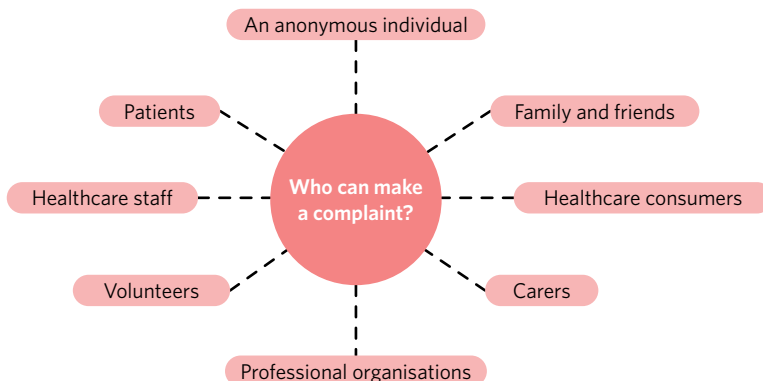 An anonymous individual
Patients
Family and friends
Healthcare staff
Who can make
a complaint?
Healthcare consumers
Volunteers
Carers
Professional organisations